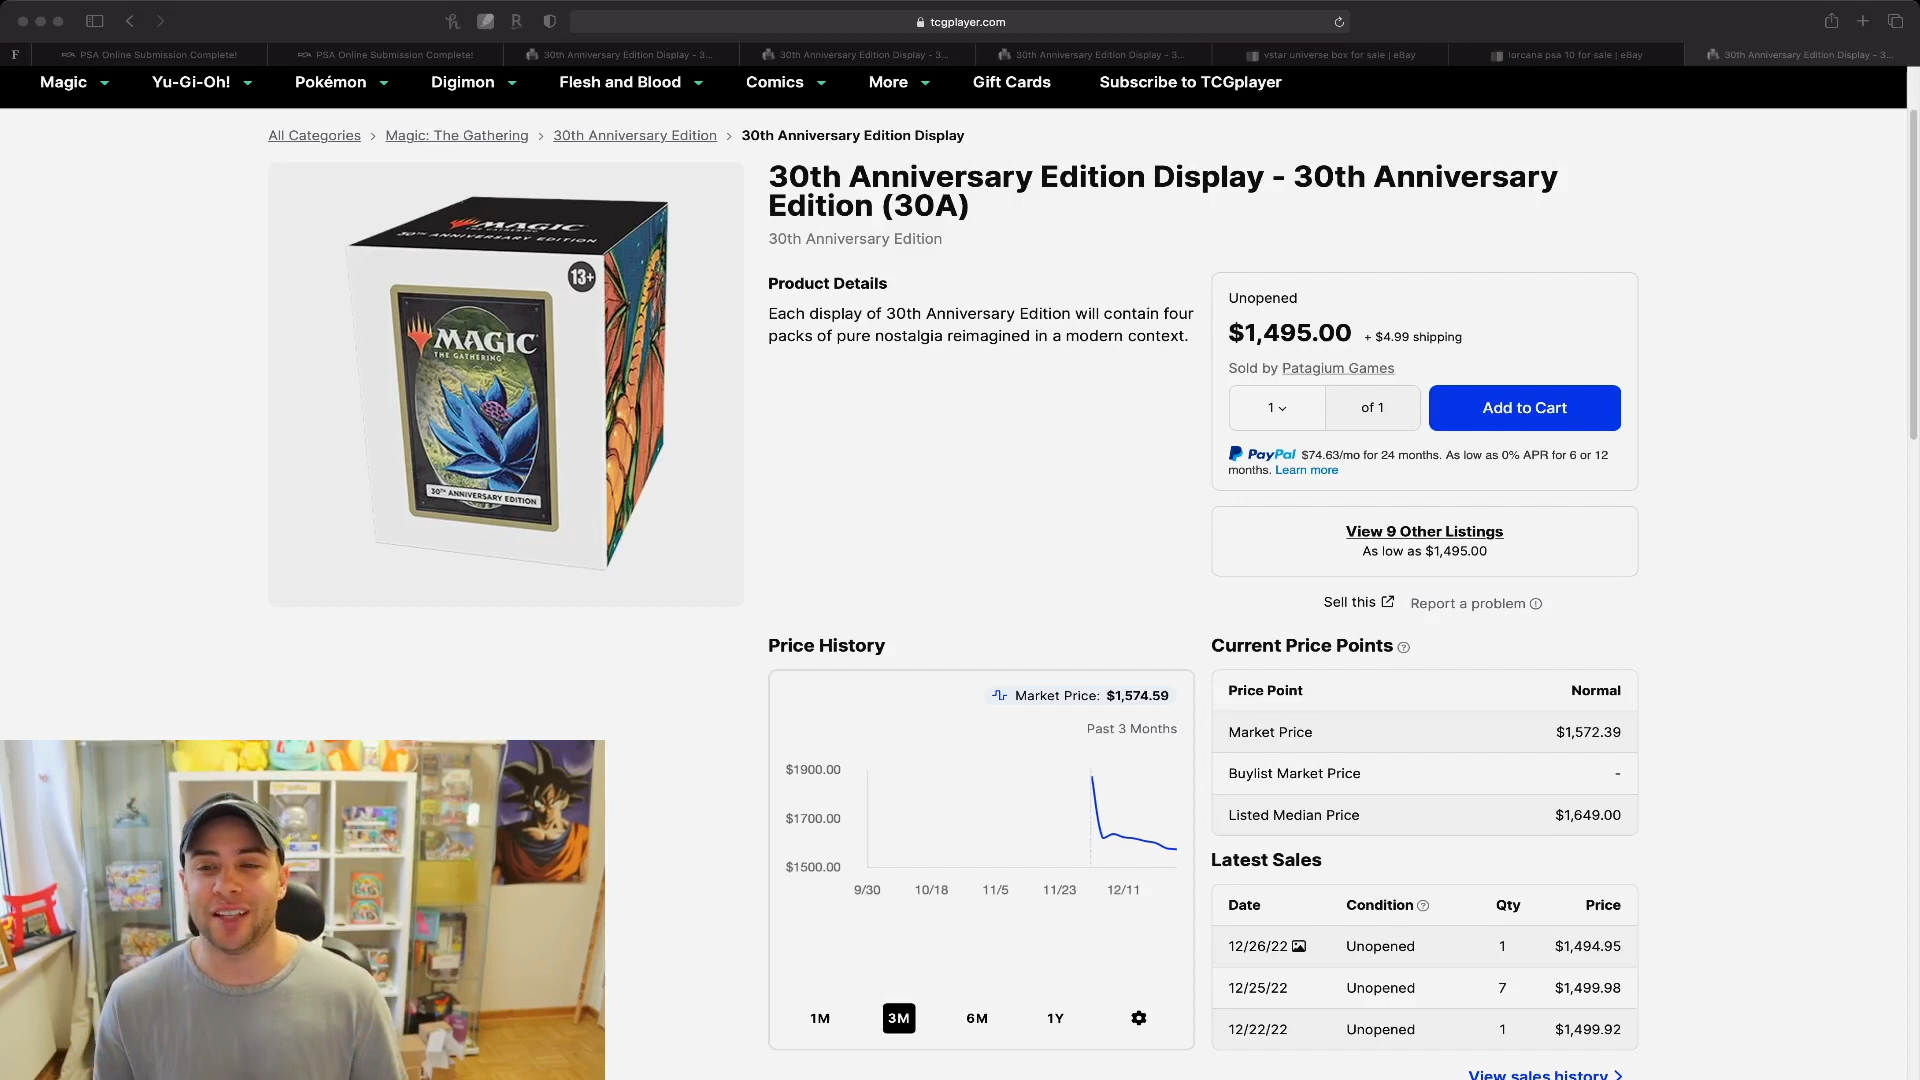 tcgplayer.com
F
PSA Online Submission Complete!
PSA Online Submission Complete!
30th Anniversary Edition Display - 3...
30th Anniversary Edition Display - 3...
30th Anniversary Edition Display - 3...
vstar universe box for sale | eBay
lorcana psa 10 for sale | eBay
30th Anniversary Edition Display - 3...
Magic
Yu-Gi-Oh!
Pokémon
Digimon
Flesh and Blood
Comics
More
Gift Cards
Subscribe to TCGplayer
All Categories > Magic: The Gathering > 30th Anniversary Edition > 30th Anniversary Edition Display
MAGIC
THE GATHERING
30TH ANNIVERSARY EDITION
13+
MAGIC
THE GATHERING
30TH ANNIVERSARY EDITION
30th Anniversary Edition Display - 30th Anniversary
Edition (30A)
30th Anniversary Edition
Product Details
Each display of 30th Anniversary Edition will contain four
packs of pure nostalgia reimagined in a modern context.
Unopened
$1,495.00 + $4.99 shipping
Sold by Patagium Games
1 of 1
Add to Cart
PayPal $74.63/mo for 24 months. As low as 0% APR for 6 or 12
months. Learn more
View 9 Other Listings
As low as $1,495.00
Sell this
Report a problem
Price History
Market Price: $1,574.59
Past 3 Months
$1900.00
$1700.00
$1500.00
9/30 10/18 11/5 11/23 12/11
1M 3M 6M 1Y
Current Price Points
Price Point Normal
Market Price $1,572.39
Buylist Market Price -
Listed Median Price $1,649.00
Latest Sales
Date Condition Qty Price
12/26/22 Unopened 1 $1,494.95
12/25/22 Unopened 7 $1,499.98
12/22/22 Unopened 1 $1,499.92
View sales history >